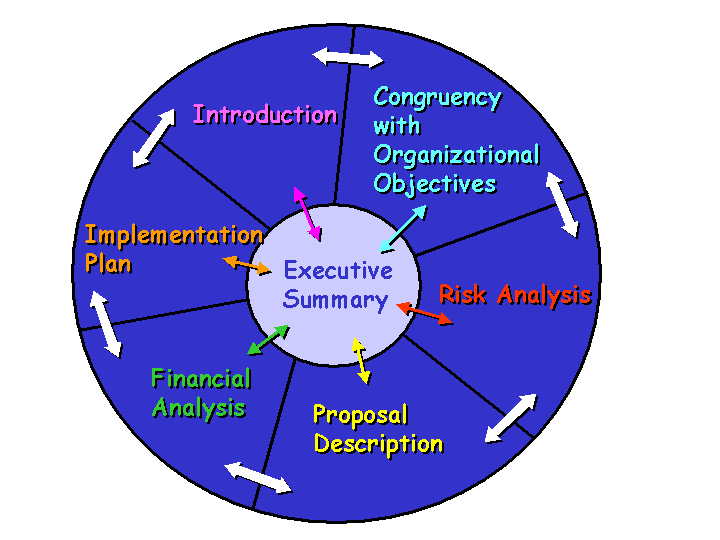 Introduction
Congruency
with
Organizational
Objectives
Implementation
Plan
Executive
Summary
Risk Analysis
Financial
Analysis
Proposal
Description